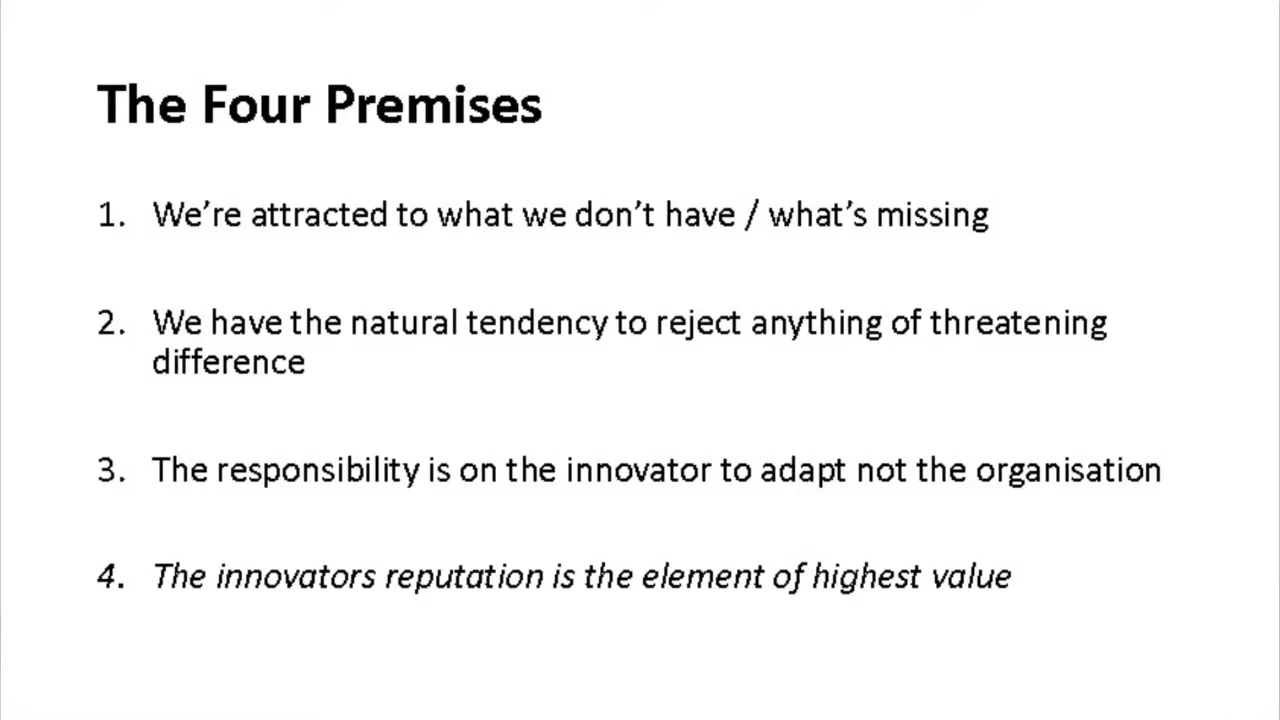 The Four Premises
1. We’re attracted to what we don’t have / what’s missing
2. We have the natural tendency to reject anything of threatening
difference
3. The responsibility is on the innovator to adapt not the organisation
4. The innovators reputation is the element of highest value